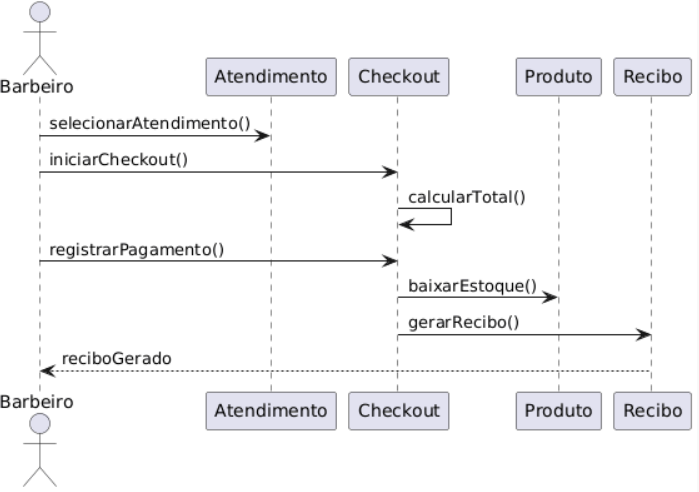 Barbeiro
Atendimento
Checkout
Produto
Recibo
selecionarAtendimento()
iniciarCheckout()
calcularTotal()
registrarPagamento()
baixarEstoque()
gerarRecibo()
reciboGerado
Barbeiro
Atendimento
Checkout
Produto
Recibo